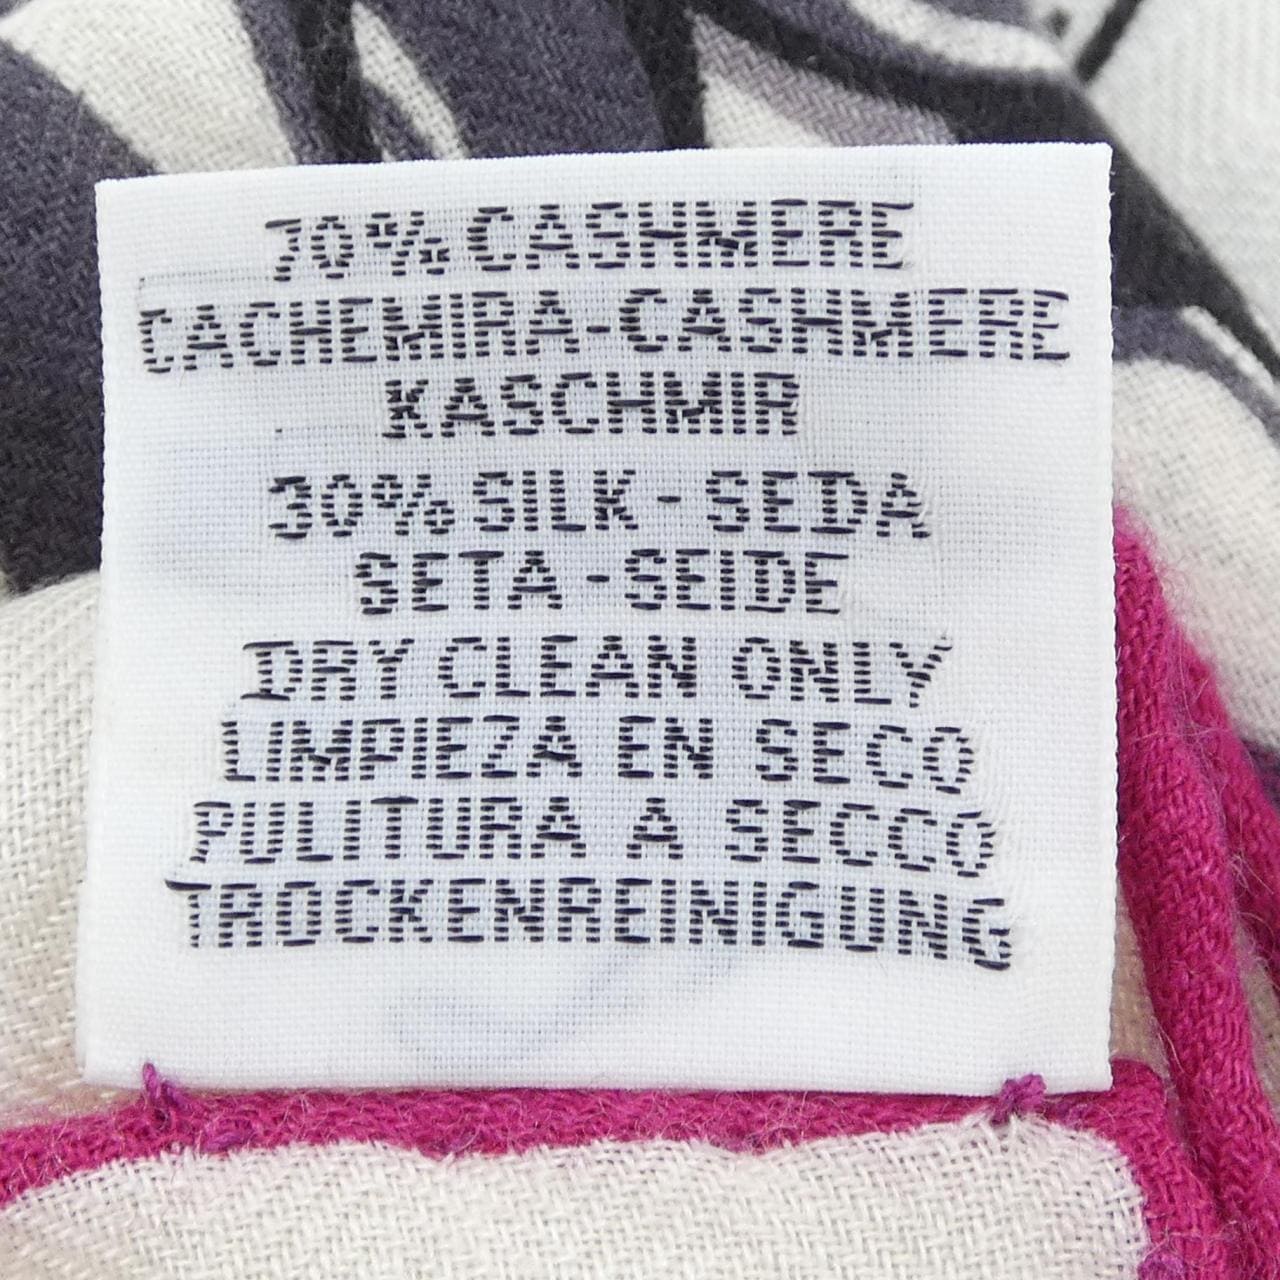 70% CASHMERE
CACHEMIRA-CASHMERE
KASCHMIR
30% SILK - SEDA
SETA - SEIDE
DRY CLEAN ONLY
LIMPIEZA EN SECO
PULITURA A SECCO
TROCKENREINIGUNG